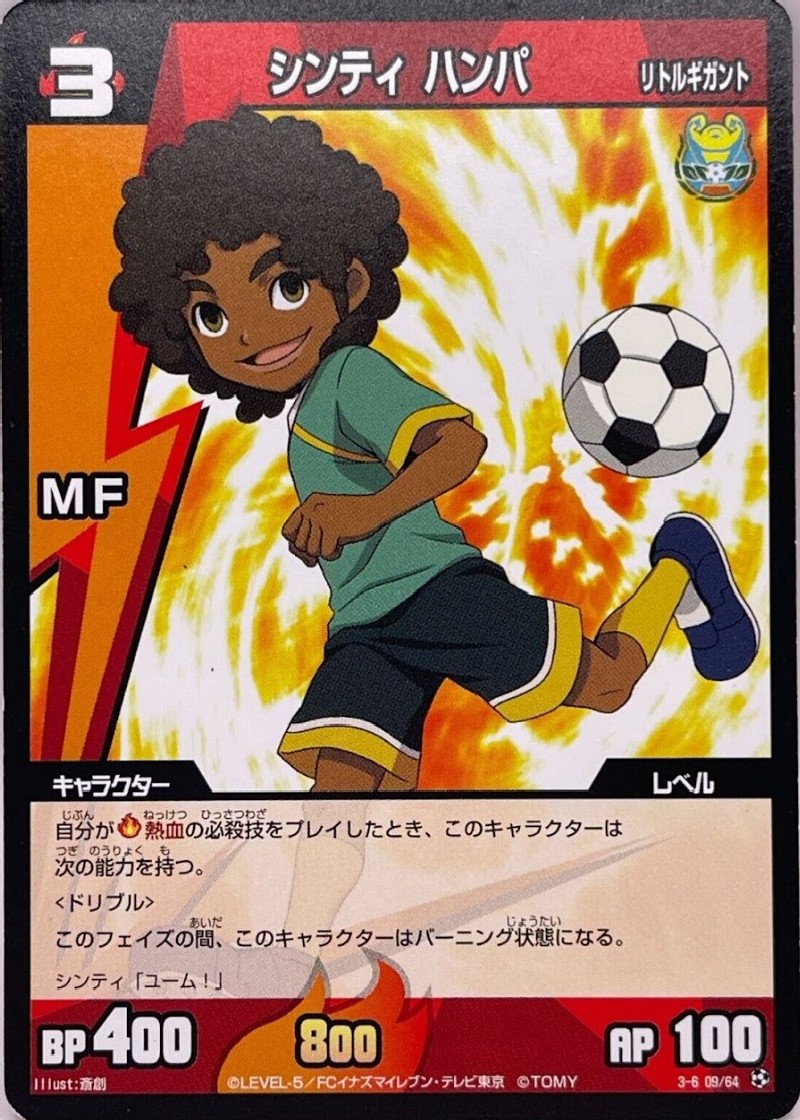 3
シンティ ハンパ
リトルギガント
MF
キャラクター
レベル
自分が熱血の必殺技をプレイしたとき、このキャラクターは
次の能力を持つ。
<ドリブル>
このフェイズの間、このキャラクターはバーニング状態になる。
シンティ「ユーム！」
BP 400
800
AP 100
Illust:斎創
©LEVEL-5/FCイナズマイレブン・テレビ東京 ©TOMY
3-6 09/64